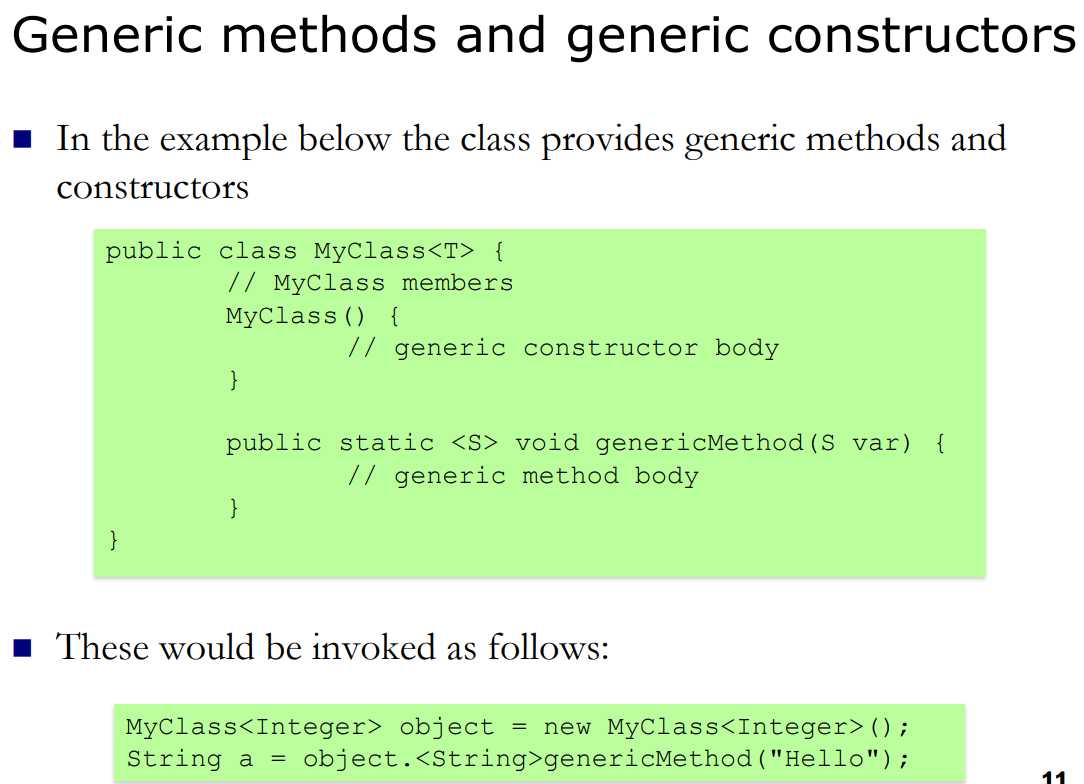 Generic methods and generic constructors
In the example below the class provides generic methods and
constructors
public class MyClass<T> {
// MyClass members
MyClass() {
// generic constructor body
}
public static <S> void genericMethod(S var) {
// generic method body
}
}
These would be invoked as follows:
MyClass<Integer> object = new MyClass<Integer>();
String a = object.<String>genericMethod("Hello");
11